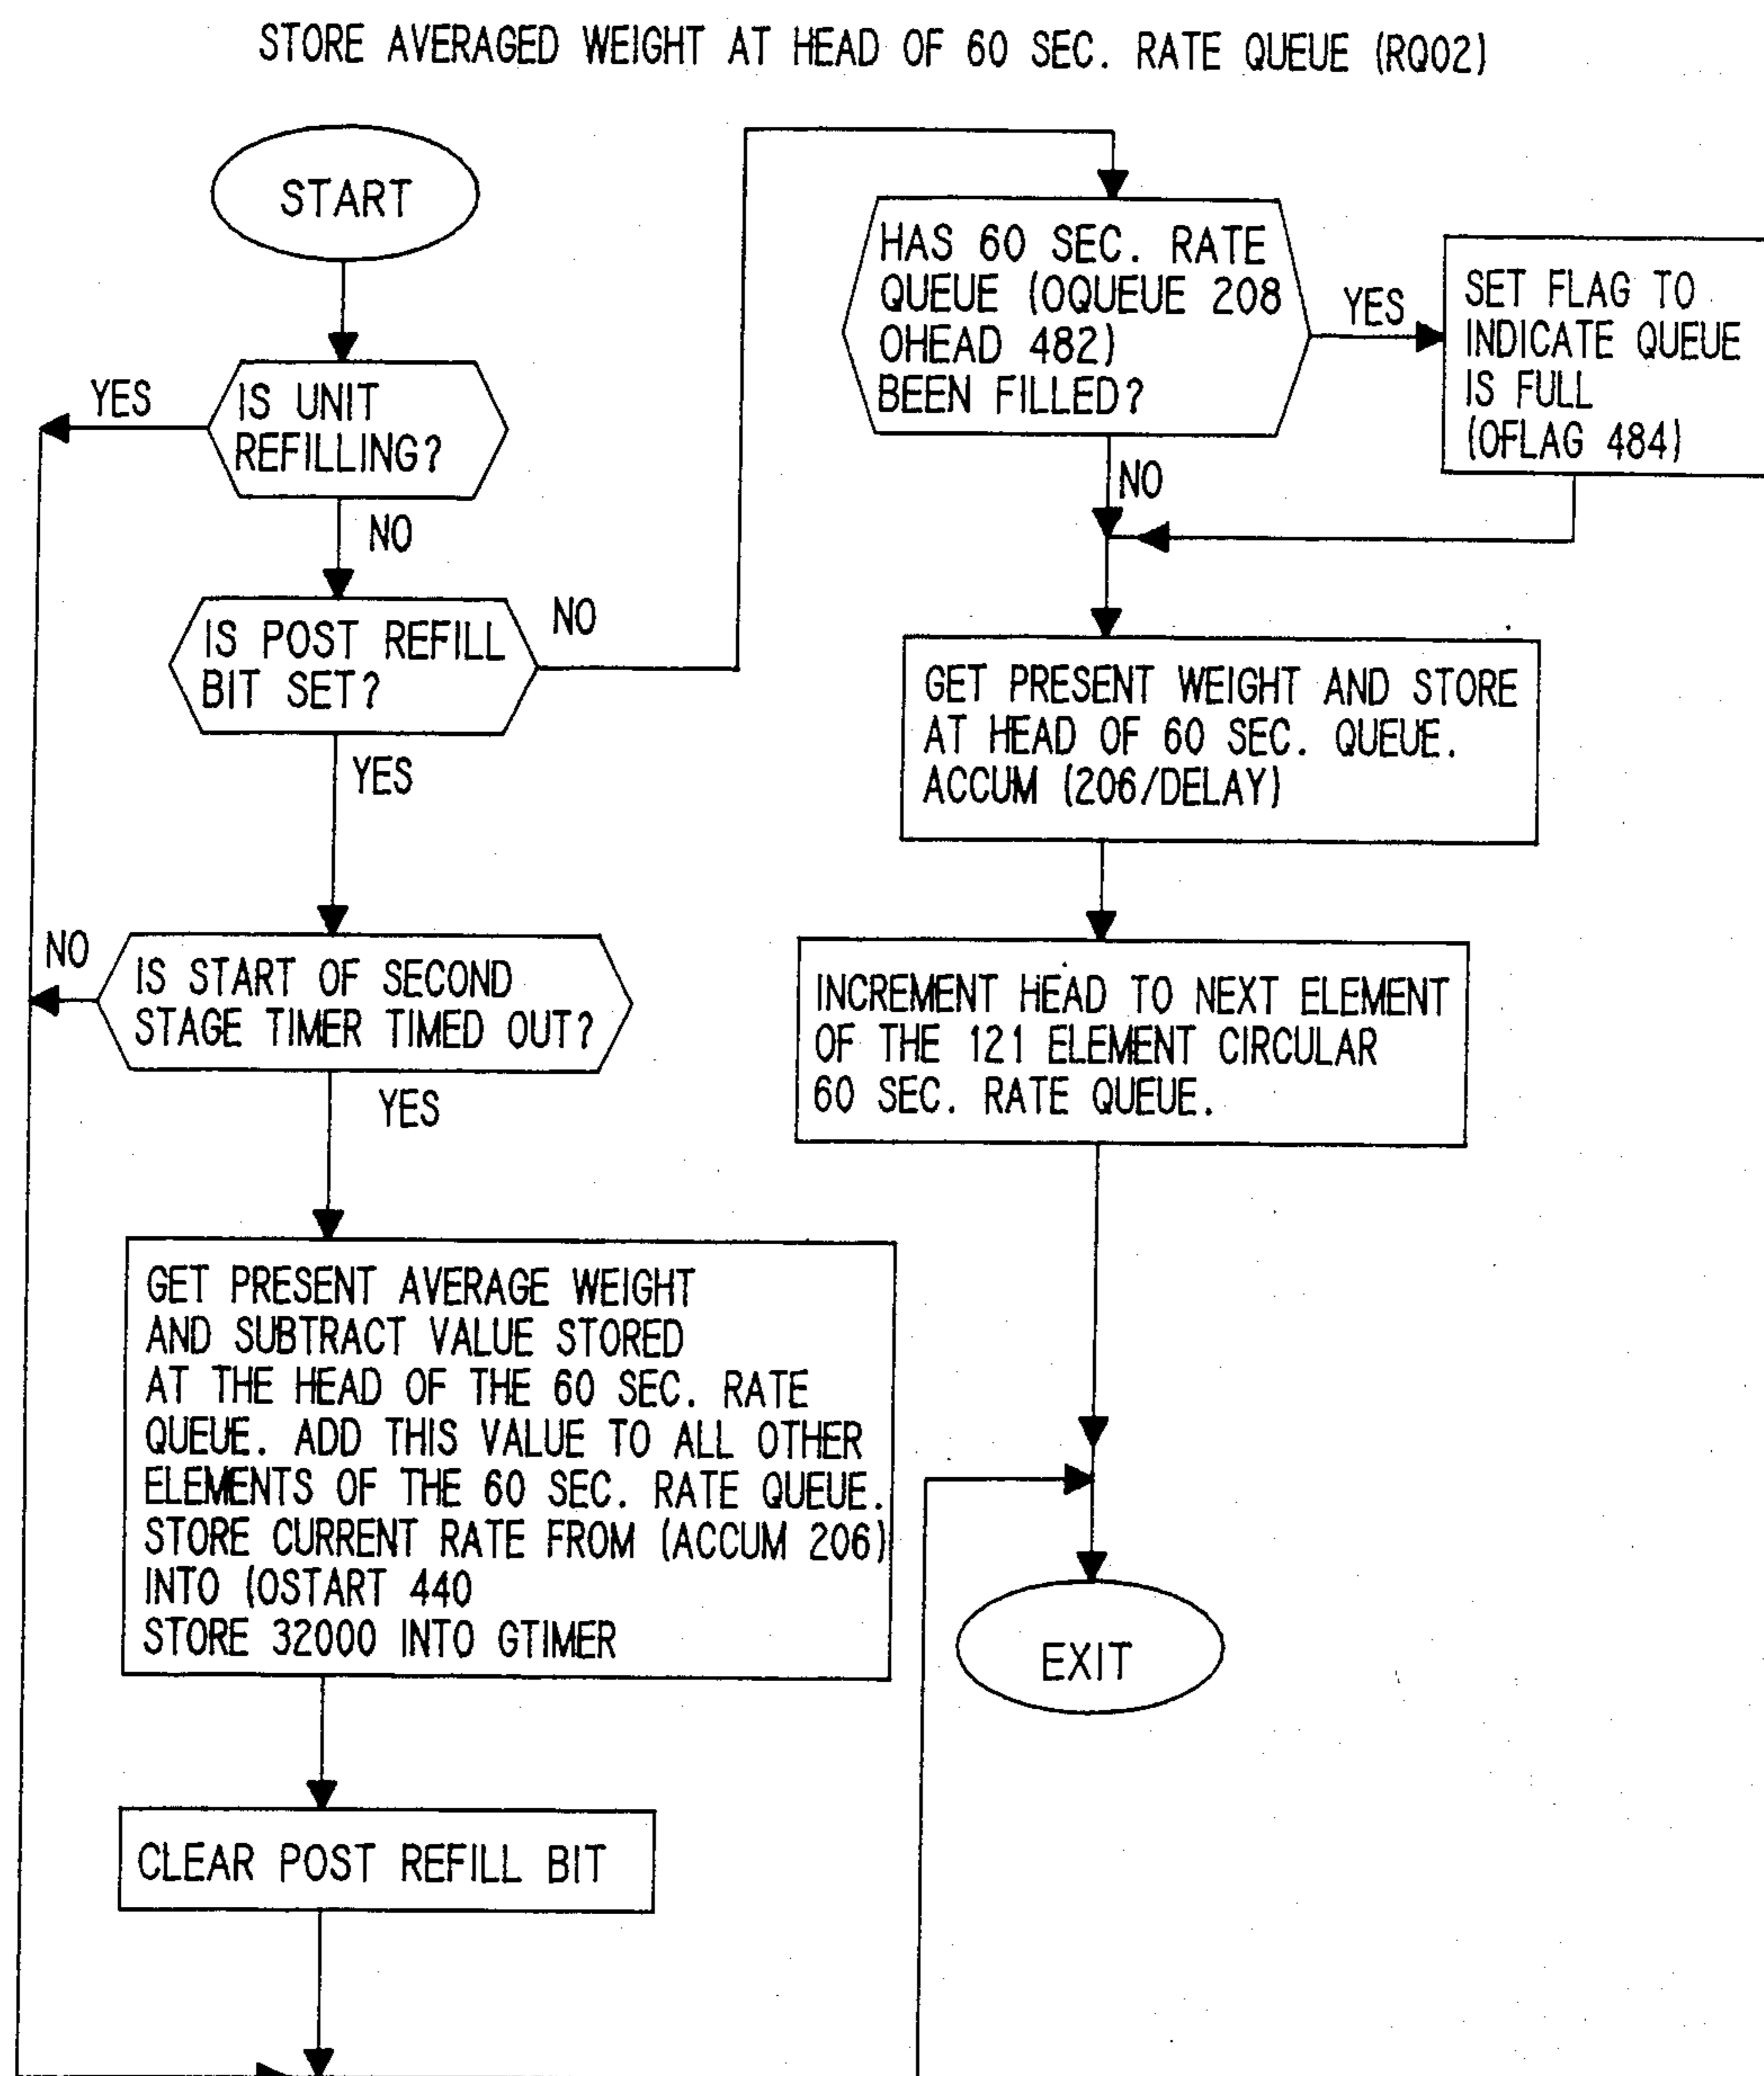 STORE AVERAGED WEIGHT AT HEAD OF 60 SEC. RATE QUEUE (RQ02)
START
IS UNIT
REFILLING?
YES
NO
IS POST REFILL
BIT SET?
NO
YES
IS START OF SECOND
STAGE TIMER TIMED OUT?
NO
YES
GET PRESENT AVERAGE WEIGHT
AND SUBTRACT VALUE STORED
AT THE HEAD OF THE 60 SEC. RATE
QUEUE. ADD THIS VALUE TO ALL OTHER
ELEMENTS OF THE 60 SEC. RATE QUEUE.
STORE CURRENT RATE FROM (ACCUM 206)
INTO (OSTART 440
STORE 32000 INTO GTIMER
CLEAR POST REFILL BIT
HAS 60 SEC. RATE
QUEUE (OQUEUE 208
OHEAD 482)
BEEN FILLED?
YES
NO
SET FLAG TO
INDICATE QUEUE
IS FULL
(OFLAG 484)
GET PRESENT WEIGHT AND STORE
AT HEAD OF 60 SEC. QUEUE.
ACCUM (206/DELAY)
INCREMENT HEAD TO NEXT ELEMENT
OF THE 121 ELEMENT CIRCULAR
60 SEC. RATE QUEUE.
EXIT